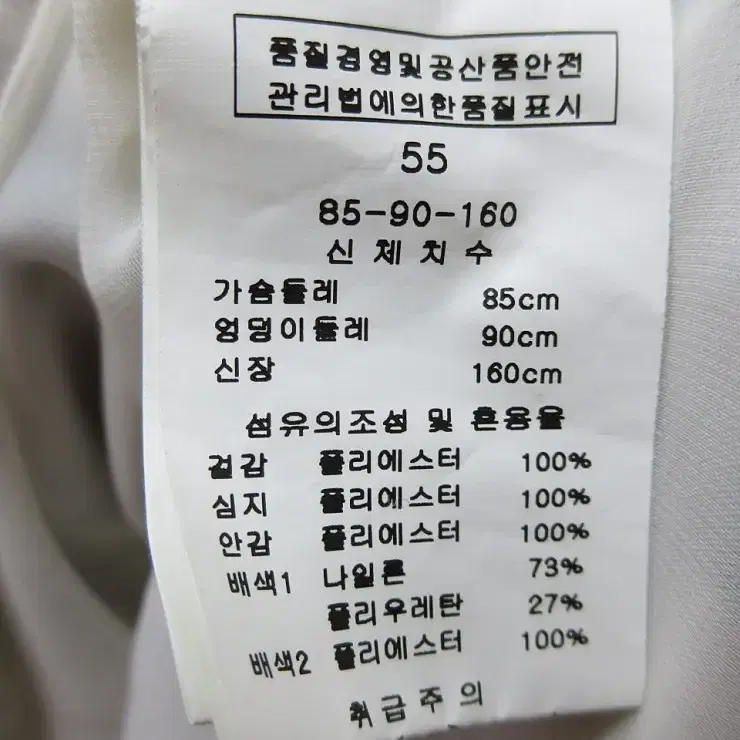 품질경영및공산품안전
관리법에의한품질표시
55
85-90-160
신체치수
가슴둘레 85cm
엉덩이둘레 90cm
신장 160cm
섬유의조성 및 혼용율
겉감 폴리에스터 100%
심지 폴리에스터 100%
안감 폴리에스터 100%
배색1 나일론 73%
폴리우레탄 27%
배색2 폴리에스터 100%
취급주의